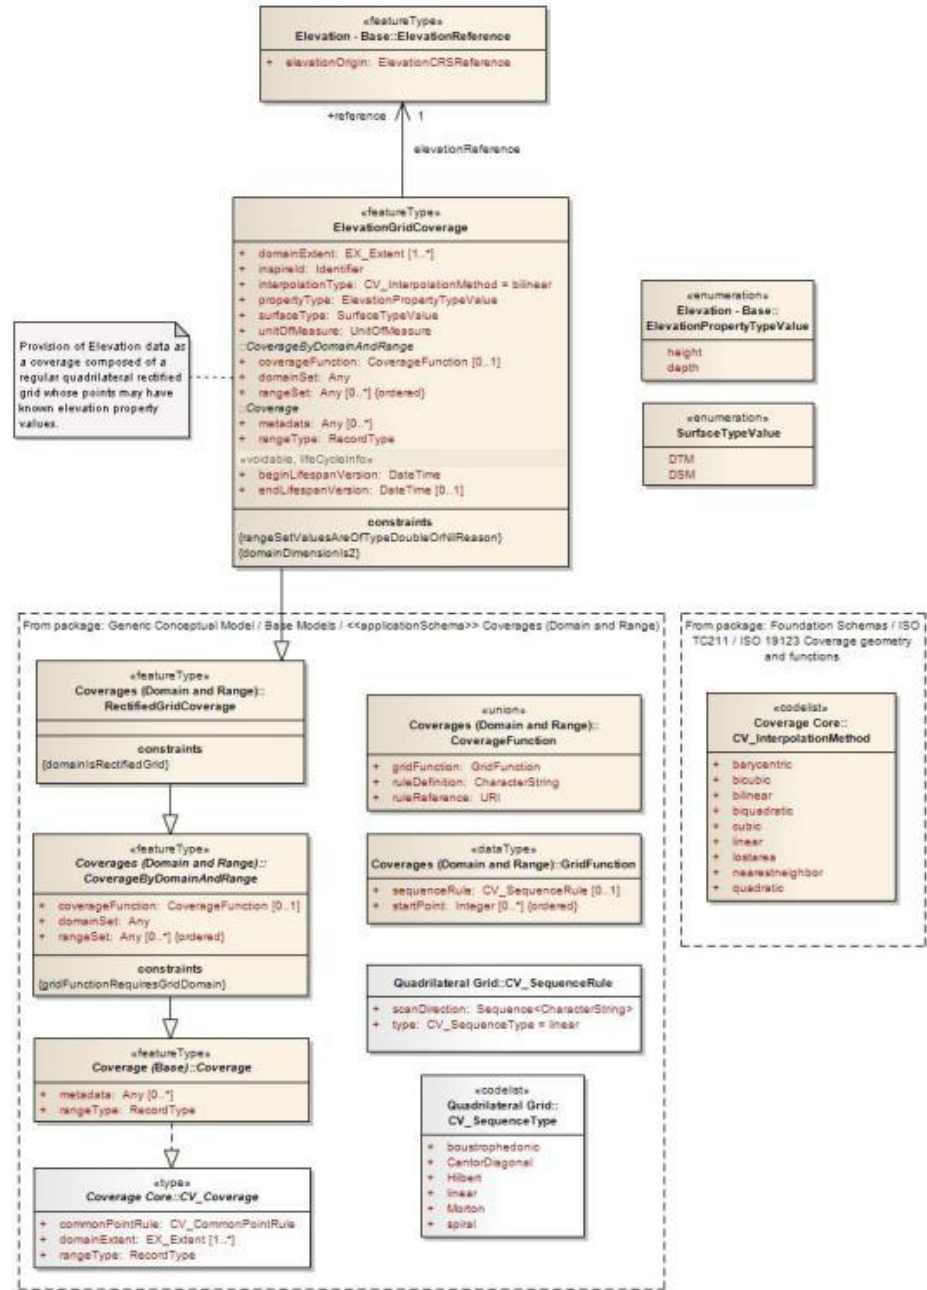 «featureType»
Elevation - Base::ElevationReference
+ elevationOrigin: ElevationCRSReference
+reference
1
elevationReference
«featureType»
ElevationGridCoverage
+ domainExtent: EX_Extent [1..*]
+ inspireId: Identifier
+ interpolationType: CV_InterpolationMethod = bilinear
+ propertyType: ElevationPropertyTypeValue
+ surfaceType: SurfaceTypeValue
+ unitOfMeasure: UnitOfMeasure
::CoverageByDomainAndRange
+ coverageFunction: CoverageFunction [0..1]
+ domainSet: Any
+ rangeSet: Any [0..*] {ordered}
::Coverage
+ metadata: Any [0..*]
+ rangeType: RecordType
«voidable, lifeCycleInfo»
+ beginLifespanVersion: DateTime
+ endLifespanVersion: DateTime [0..1]
constraints
{rangeSetValuesAreOfTypeDoubleOrNilReason}
{domainDimensionIs2}
Provision of Elevation data as
a coverage composed of a
regular quadrilateral rectified
grid whose points may have
known elevation property
values.
«enumeration»
Elevation - Base::
ElevationPropertyTypeValue
height
depth
«enumeration»
SurfaceTypeValue
DTM
DSM
From package: Generic Conceptual Model / Base Models / <<applicationSchema>> Coverages (Domain and Range)
«featureType»
Coverages (Domain and Range)::
RectifiedGridCoverage
constraints
{domainIsRectifiedGrid}
«featureType»
Coverages (Domain and Range)::
CoverageByDomainAndRange
+ coverageFunction: CoverageFunction [0..1]
+ domainSet: Any
+ rangeSet: Any [0..*] {ordered}
constraints
{gridFunctionRequiresGridDomain}
«featureType»
Coverage (Base)::Coverage
+ metadata: Any [0..*]
+ rangeType: RecordType
«type»
Coverage Core::CV_Coverage
+ commonPointRule: CV_CommonPointRule
+ domainExtent: EX_Extent [1..*]
+ rangeType: RecordType
«union»
Coverages (Domain and Range)::
CoverageFunction
+ gridFunction: GridFunction
+ ruleDefinition: CharacterString
+ ruleReference: URI
«dataType»
Coverages (Domain and Range)::GridFunction
+ sequenceRule: CV_SequenceRule [0..1]
+ startPoint: Integer [0..*] {ordered}
Quadrilateral Grid::CV_SequenceRule
+ scanDirection: Sequence<CharacterString>
+ type: CV_SequenceType = linear
«codelist»
Quadrilateral Grid::
CV_SequenceType
+ boustrophedonic
+ CantorDiagonal
+ Hilbert
+ linear
+ Morton
+ spiral
From package: Foundation Schemas / ISO
TC211 / ISO 19123 Coverage geometry
and functions
«codelist»
Coverage Core::
CV_InterpolationMethod
+ barycentric
+ bicubic
+ bilinear
+ biquadratic
+ cubic
+ linear
+ lostarea
+ nearestneighbor
+ quadratic